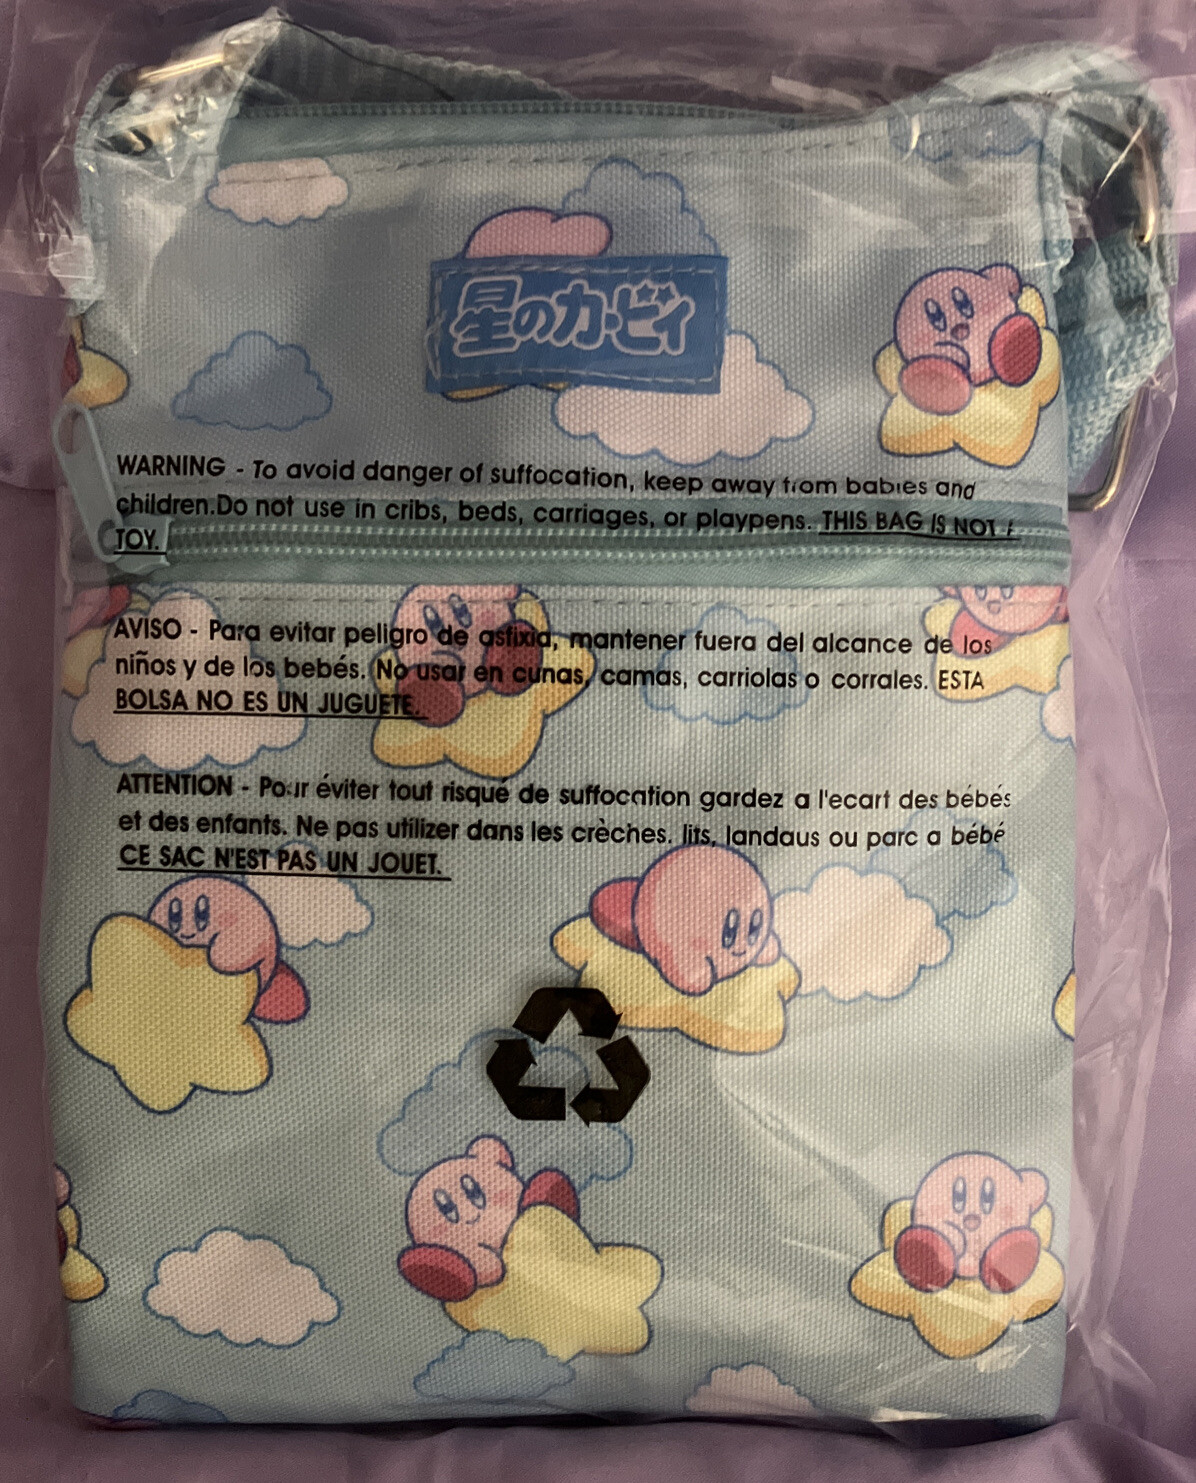 星のカービィ
WARNING - To avoid danger of suffocation, keep away from babies and
children.Do not use in cribs, beds, carriages, or playpens. THIS BAG IS NOT A
TOY.
AVISO - Para evitar peligro de asfixia, mantener fuera del alcance de los
niños y de los bebés. No usar en cunas, camas, carriolas o corrales. ESTA
BOLSA NO ES UN JUGUETE.
ATTENTION - Pour éviter tout risqué de suffocation gardez a l'ecart des bébés
et des enfants. Ne pas utilizer dans les crèches. lits, landaus ou parc a bébé
CE SAC N'EST PAS UN JOUET.